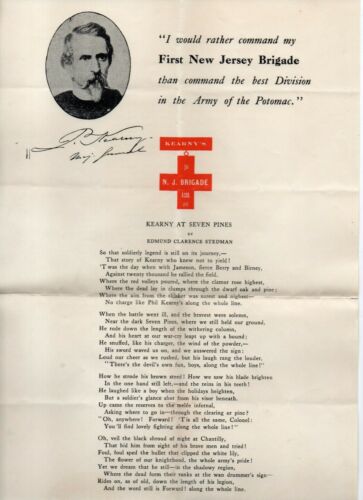 "I would rather command my
First New Jersey Brigade
than command the best Division
in the Army of the Potomac."
P. Kearny
Maj. Genl
KEARNY'S
N. J. BRIGADE
KEARNY AT SEVEN PINES
BY
EDMUND CLARENCE STEDMAN
So that soldierly legend is still on its journey,—
That story of Kearny who knew not to yield!
'T was the day when with Jameson, fierce Berry and Birney,
Against twenty thousand he rallied the field.
Where the red volleys poured, where the clamor rose highest,
Where the dead lay in clumps through the dwarf oak and pine;
Where the aim from the thicket was surest and nighest—
No charge like Phil Kearny's along the whole line.
When the battle went ill, and the bravest were solemn,
Near the dark Seven Pines, where we still held our ground,
He rode down the length of the withering column,
And his heart at our war-cry leapt up with a bound;
He snuffed, like his charger, the wind of the powder,—
His sword waved us on, and we answered the sign:
Loud our cheer as we rushed, but his laugh rang the louder,
"There's the devil's own fun, boys, along the whole line!"
How he strode his brown steed! How we saw his blade brighten
In the one hand still left,—and the reins in his teeth!
He laughed like a boy when the holidays heighten,
But a soldier's glance shot from his visor beneath.
Up came the reserves to the melée infernal,
Asking where to go in—through the clearing or pine?
"Oh, anywhere! Forward! 'T is all the same, Colonel:
You'll find lovely fighting along the whole line!"
Oh, evil the black shroud of night at Chantilly,
That hid him from sight of his brave men and tried!
Foul, foul sped the bullet that clipped the white lily,
The flower of our knighthood, the whole army's pride!
Yet we dream that he still—in the shadowy region,
Where the dead form their ranks at the wan drummer's sign—
Rides on, as of old, down the length of his legion,
And the word still is Forward! along the whole line.